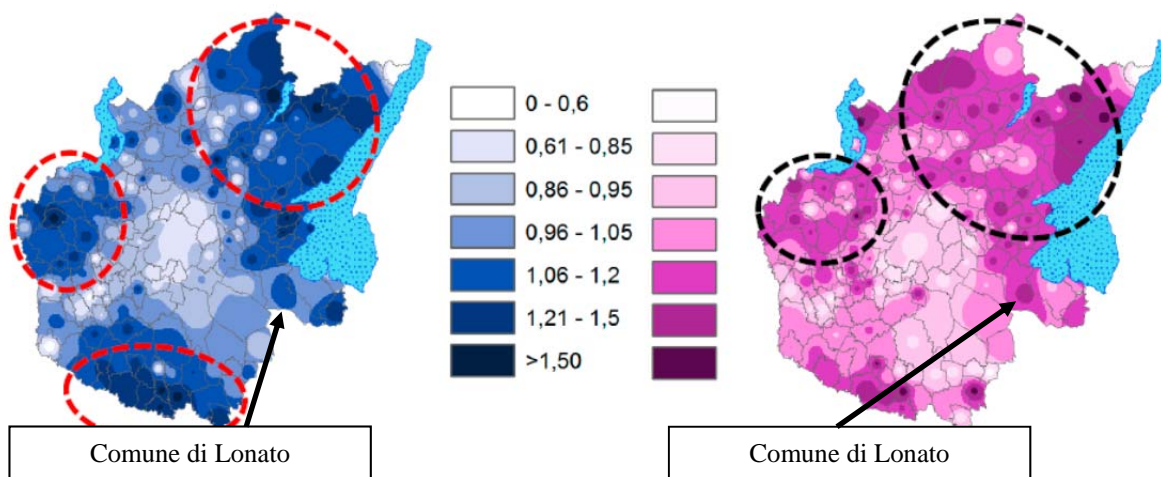 0 - 0,6
0,61 - 0,85
0,86 - 0,95
0,96 - 1,05
1,06 - 1,2
1,21 - 1,5
>1,50
Comune di Lonato
Comune di Lonato